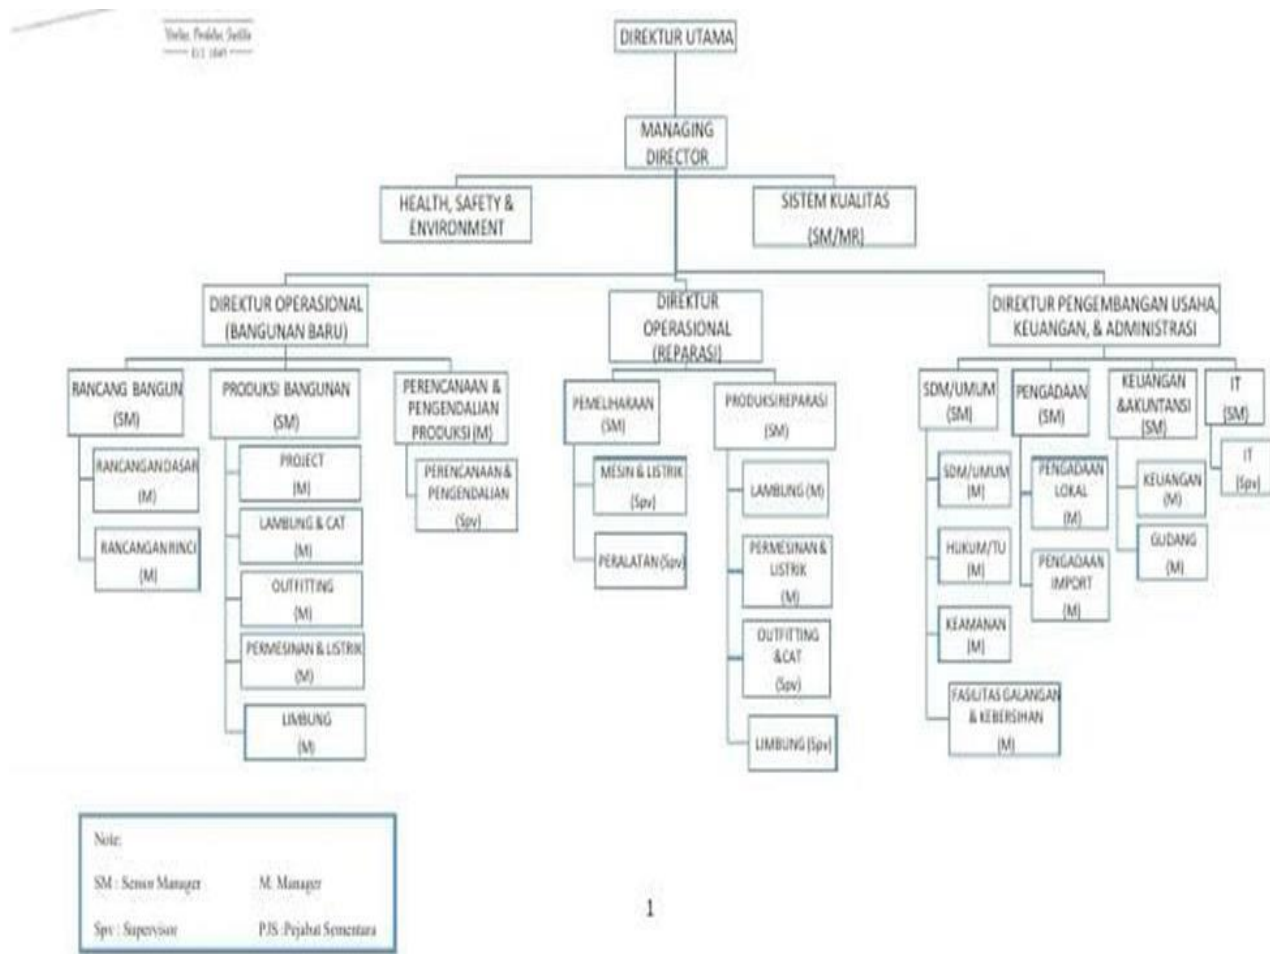 DIREKTUR UTAMA
MANAGING
DIRECTOR
HEALTH, SAFETY &
ENVIRONMENT
SISTEM KUALITAS
(SM/MR)
DIREKTUR OPERASIONAL
(BANGUNAN BARU)
DIREKTUR
OPERASIONAL
(REPARASI)
DIREKTUR PENGEMBANGAN USAHA,
KEUANGAN, & ADMINISTRASI
RANCANG BANGUN
(SM)
RANCANGAN DASAR
(M)
RANCANGAN RINCI
(M)
PRODUKSI BANGUNAN
(SM)
PROJECT
(M)
LAMBUNG & CAT
(M)
OUTFITTING
(M)
PERMESINAN & LISTRIK
(M)
LIMBUNG
(M)
PERENCANAAN &
PENGENDALIAN
PRODUKSI (M)
PERENCANAAN &
PENGENDALIAN
(Spv)
PEMELIHARAAN
(SM)
MESIN & LISTRIK
(Spv)
PERALATAN (Spv)
PRODUKSI REPARASI
(SM)
LAMBUNG (M)
PERMESINAN &
LISTRIK
(M)
OUTFITTING
& CAT
(Spv)
LIMBUNG (Spv)
SDM/UMUM
(SM)
SDM/UMUM
(M)
HUKUM/TU
(M)
KEAMANAN
(M)
FASILITAS GALANGAN
& KEBERSIHAN
(M)
PENGADAAN
(SM)
PENGADAAN
LOKAL
(M)
PENGADAAN
IMPORT
(M)
KEUANGAN
&AKUNTANSI
(SM)
KEUANGAN
(M)
GUDANG
(M)
IT
(SM)
IT
(Spv)
Note:
SM : Senior Manager M: Manager
Spv : Supervisor PJS :Pejabat Sementara
1